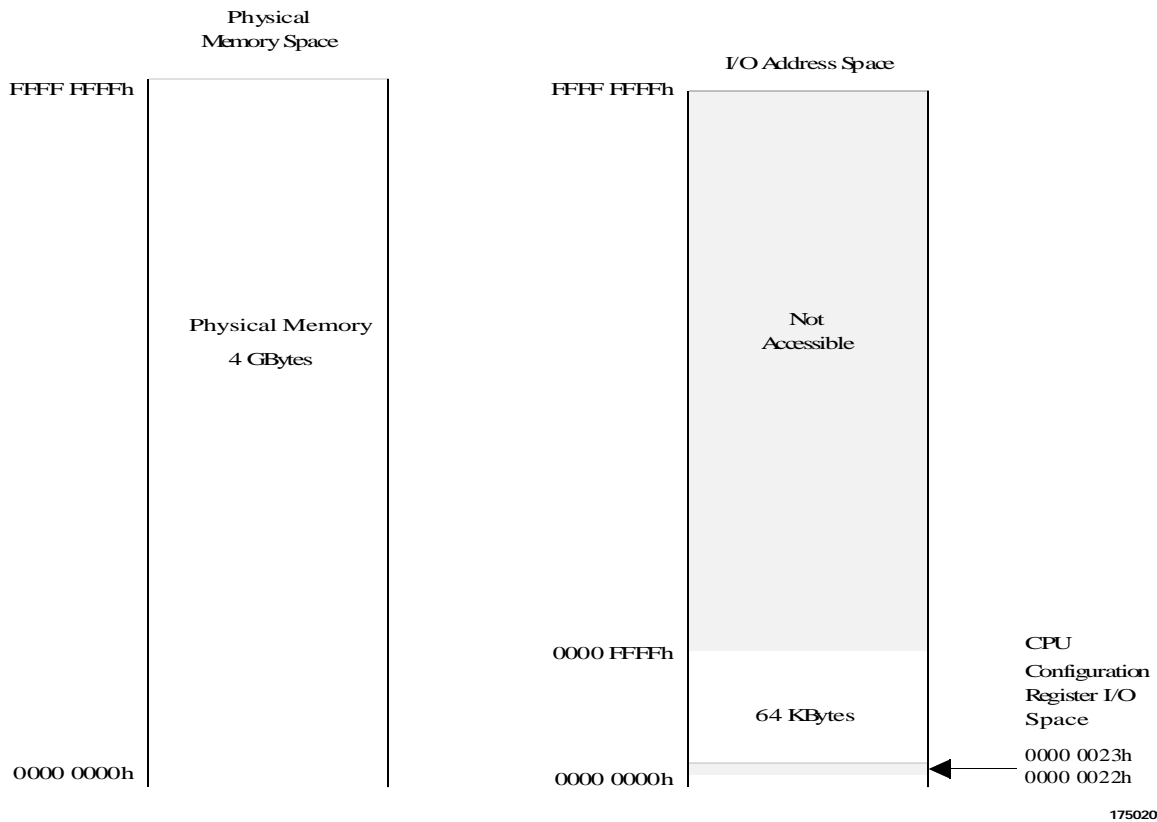 Physical
Memory Space
FFFF FFFFh
Physical Memory
4 GBytes
0000 0000h
I/O Address Space
FFFF FFFFh
Not
Accessible
0000 FFFFh
64 KBytes
0000 0000h
CPU
Configuration
Register I/O
Space
0000 0023h
0000 0022h
175020